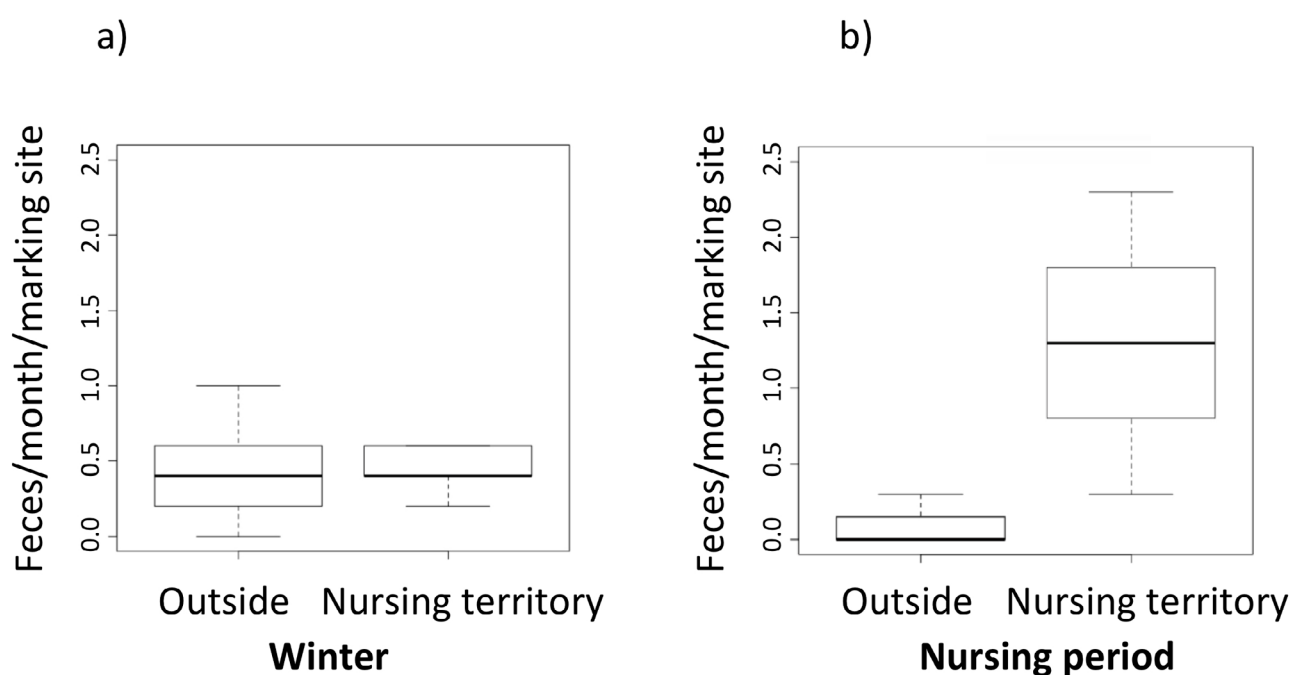 a)
Feces/month/marking site
2.5
2.0
1.5
1.0
0.5
0.0
Outside
Nursing territory
Winter
b)
Feces/month/marking site
2.5
2.0
1.5
1.0
0.5
0.0
Outside
Nursing territory
Nursing period